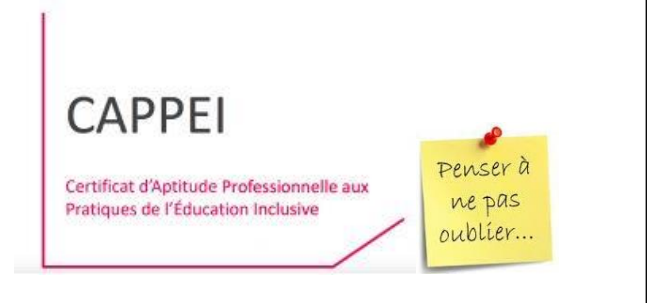 CAPPEI
Certificat d'Aptitude Professionnelle aux
Pratiques de l'Éducation Inclusive
Penser à
ne pas
oublier...